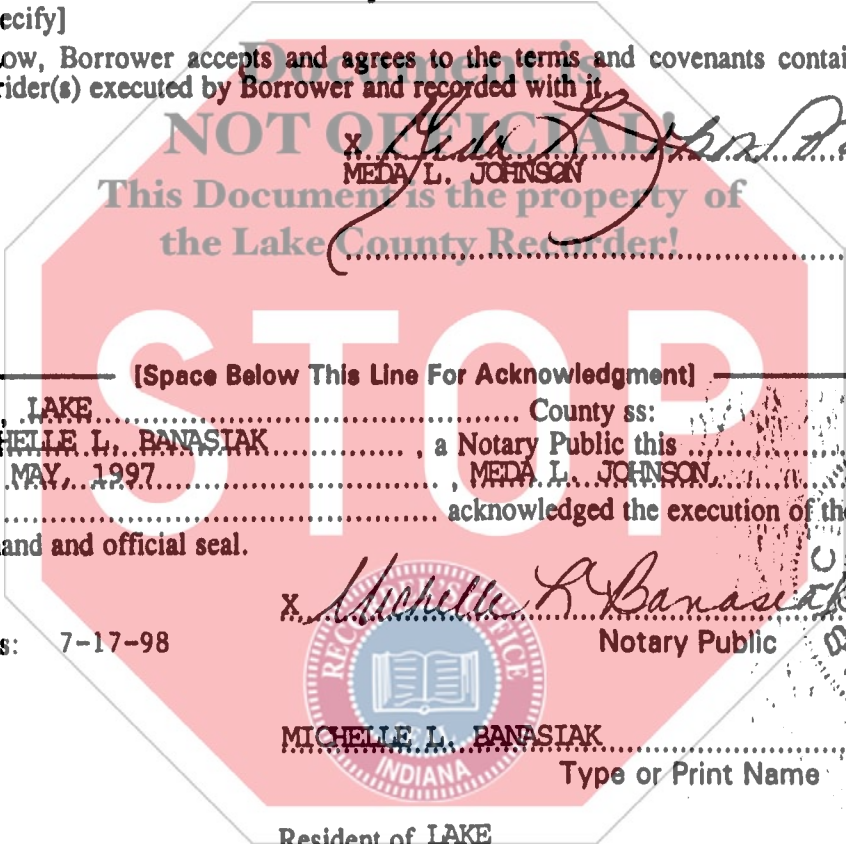 ecify]
ow, Borrower accepts and agrees to the terms and covenants contai
rider(s) executed by Borrower and recorded with it.
Document is
NOT OFFICIAL!
This Document is the property of
the Lake County Recorder!
X
MEDA L. JOHNSON
STOP
[Space Below This Line For Acknowledgment]
, LAKE County ss:
HELLE L. BANASIAK , a Notary Public this
MAY, 1997 , MEDA L. JOHNSON,
acknowledged the execution of the
and and official seal.
X Michelle L Banasiak
s: 7-17-98 Notary Public
RECORDER'S OFFICE
SEAL
INDIANA
MICHELLE L. BANASIAK
Type or Print Name
Resident of LAKE